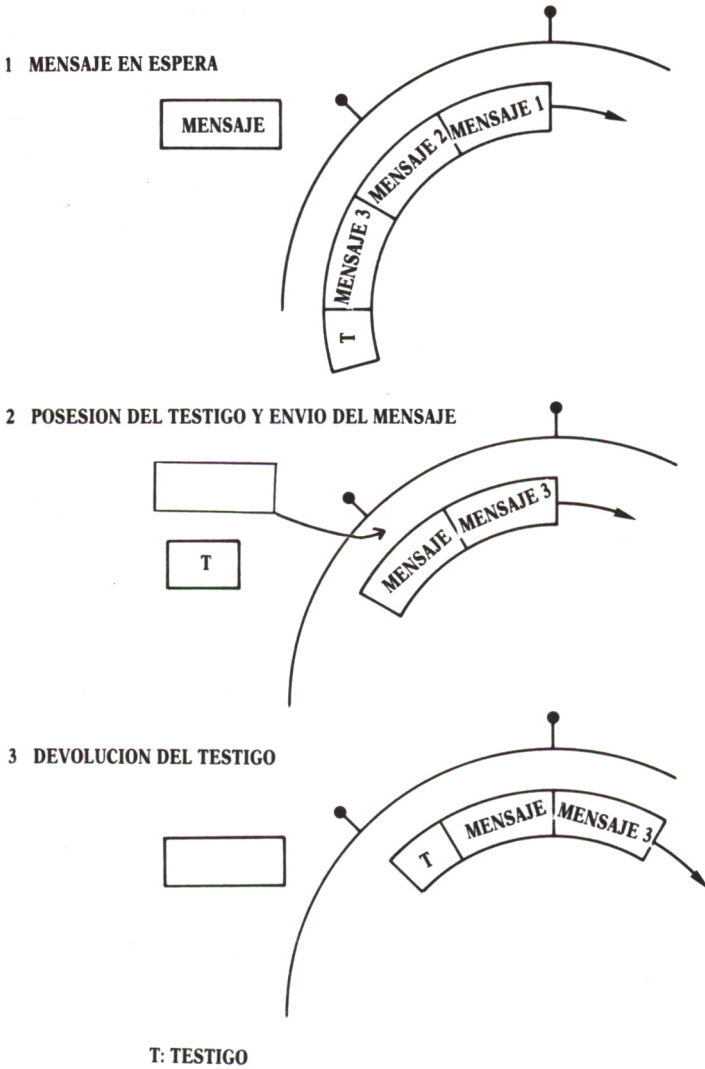 1 MENSAJE EN ESPERA
MENSAJE
MENSAJE 1
MENSAJE 2
MENSAJE 3
T
2 POSESION DEL TESTIGO Y ENVIO DEL MENSAJE
T
MENSAJE
MENSAJE 3
3 DEVOLUCION DEL TESTIGO
T
MENSAJE
MENSAJE 3
T: TESTIGO